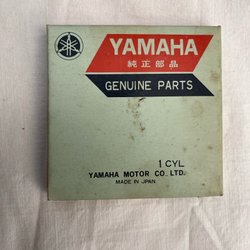 YAMAHA
純正部品
GENUINE PARTS
1 CYL
YAMAHA MOTOR CO. LTD.
MADE IN JAPAN